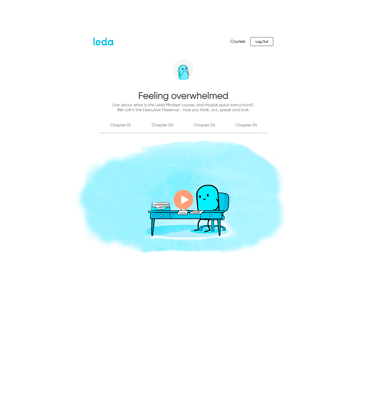 leda
Courses
Log Out
Feeling overwhelmed
Line about what is the Leda Mindset course, and maybe quick instructions?
We call it the Executive Presence - how you think, act, speak and look.
Chapter 01
Chapter 02
Chapter 03
Chapter 04